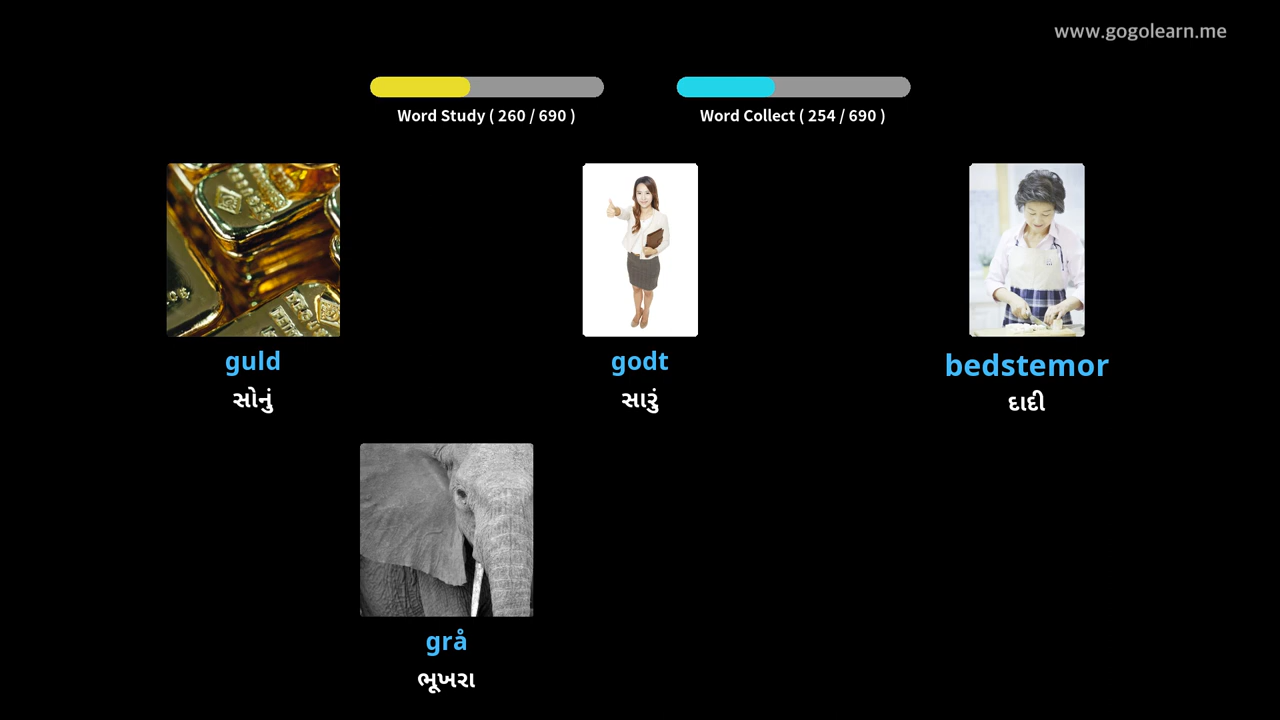 www.gogolearn.me
Word Study ( 260 / 690 )
Word Collect ( 254 / 690 )
guld
godt
bedstemor
સોનું
સારું
દાદી
grå
ભૂખરા